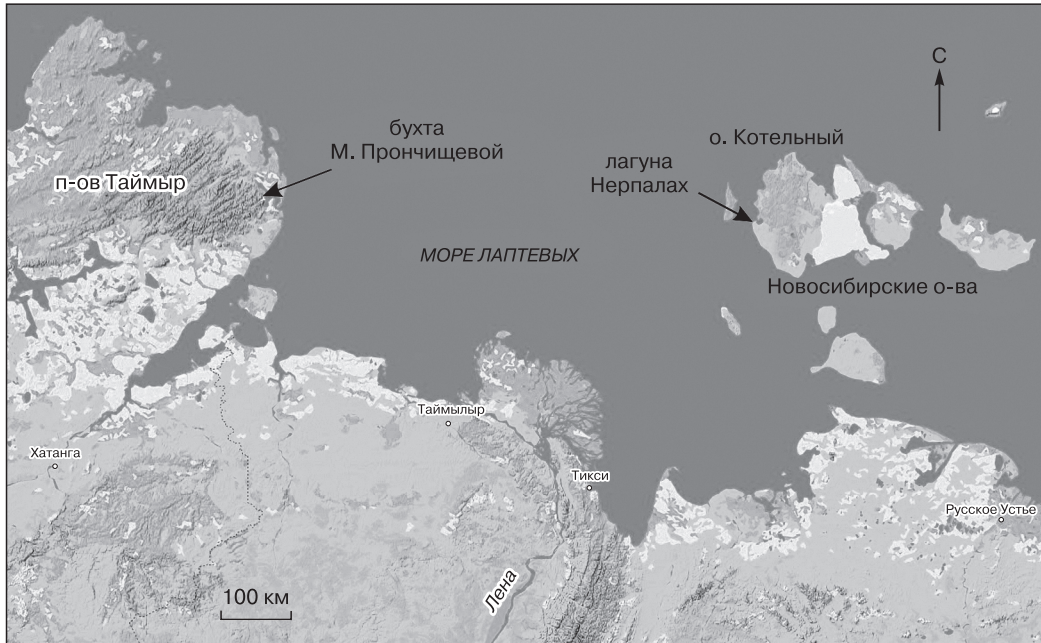 С
бухта
М. Прончищевой
о. Котельный
лагуна
Нерпалах
п-ов Таймыр
МОРЕ ЛАПТЕВЫХ
Новосибирские о-ва
Таймылыр
Хатанга
Тикси
Русское Устье
Лена
100 км